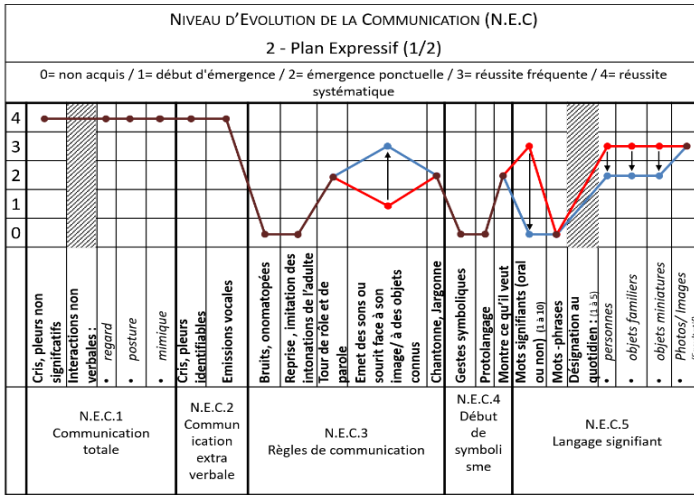 NIVEAU D'EVOLUTION DE LA COMMUNICATION (N.E.C)
2 - Plan Expressif (1/2)
0= non acquis / 1= début d'émergence / 2= émergence ponctuelle / 3= réussite fréquente / 4= réussite
systématique
4
3
2
1
0
Cris, pleurs non
signifcatifs
Interactions non
verbales :
• regard
• posture
• mimique
Cris, pleurs
identifiables
Emissions vocales
Bruits, onomatopées
Reprise , imitation des
intonations de l'adulte
Tour de rôle et de
parole
Emet des sons ou
sourit face à son
image/ à des objets
connus
Chantonne, Jargonne
Gestes symboliques
Protolangage
Montre ce qu'il veut
Mots signifiants (oral
ou non) (1 à 10)
Mots -phrases
Désignation au
quotidien : (1 à 5)
• personnes
• objets familiers
• objets miniatures
• Photos/ Images
N.E.C.1
Communication
totale
N.E.C.2
Commun
ication
extra
verbale
N.E.C.3
Règles de communication
N.E.C.4
Début
de
symboli
sme
N.E.C.5
Langage signifiant